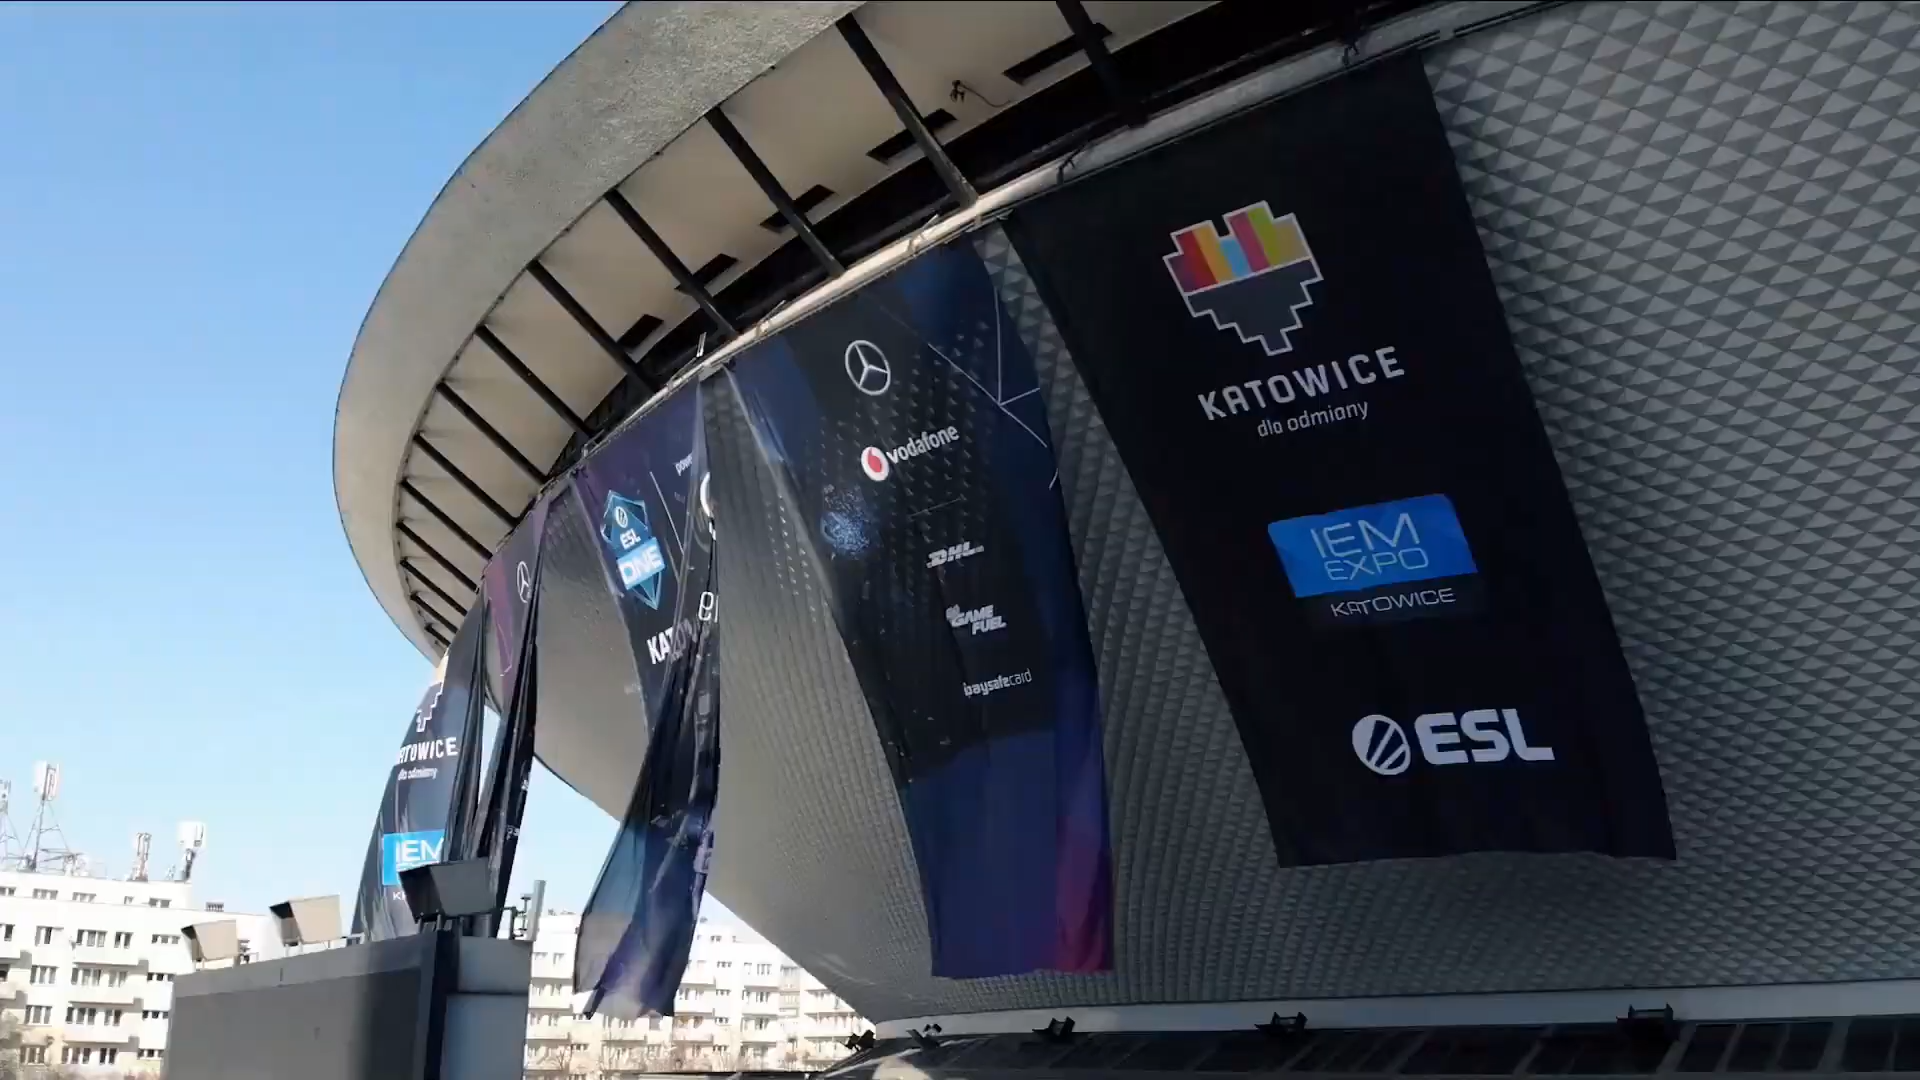 KATOWICE
dla odmiany
IEM
EXPO
KATOWICE
ESL
vodafone
DHL
GAME
FUEL
paysafecard
ESL
ONE
KATOWICE
dla odmiany
IEM